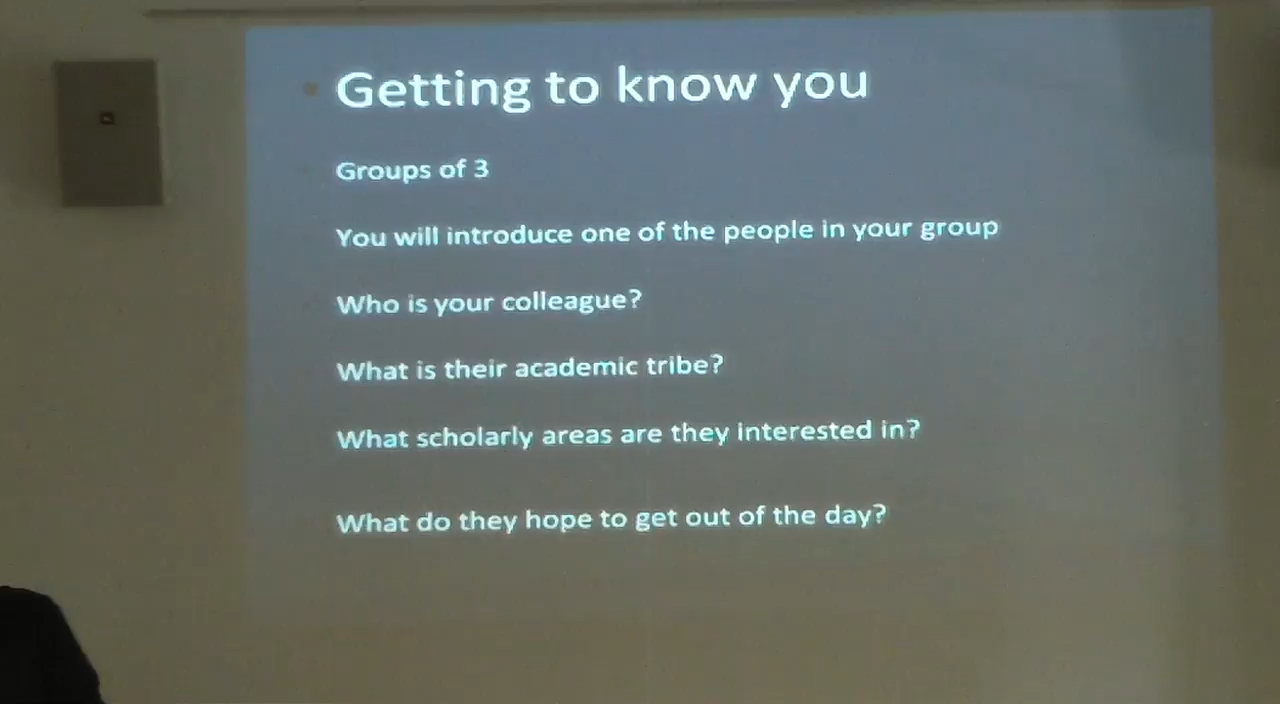 Getting to know you
Groups of 3
You will introduce one of the people in your group
Who is your colleague?
What is their academic tribe?
What scholarly areas are they interested in?
What do they hope to get out of the day?